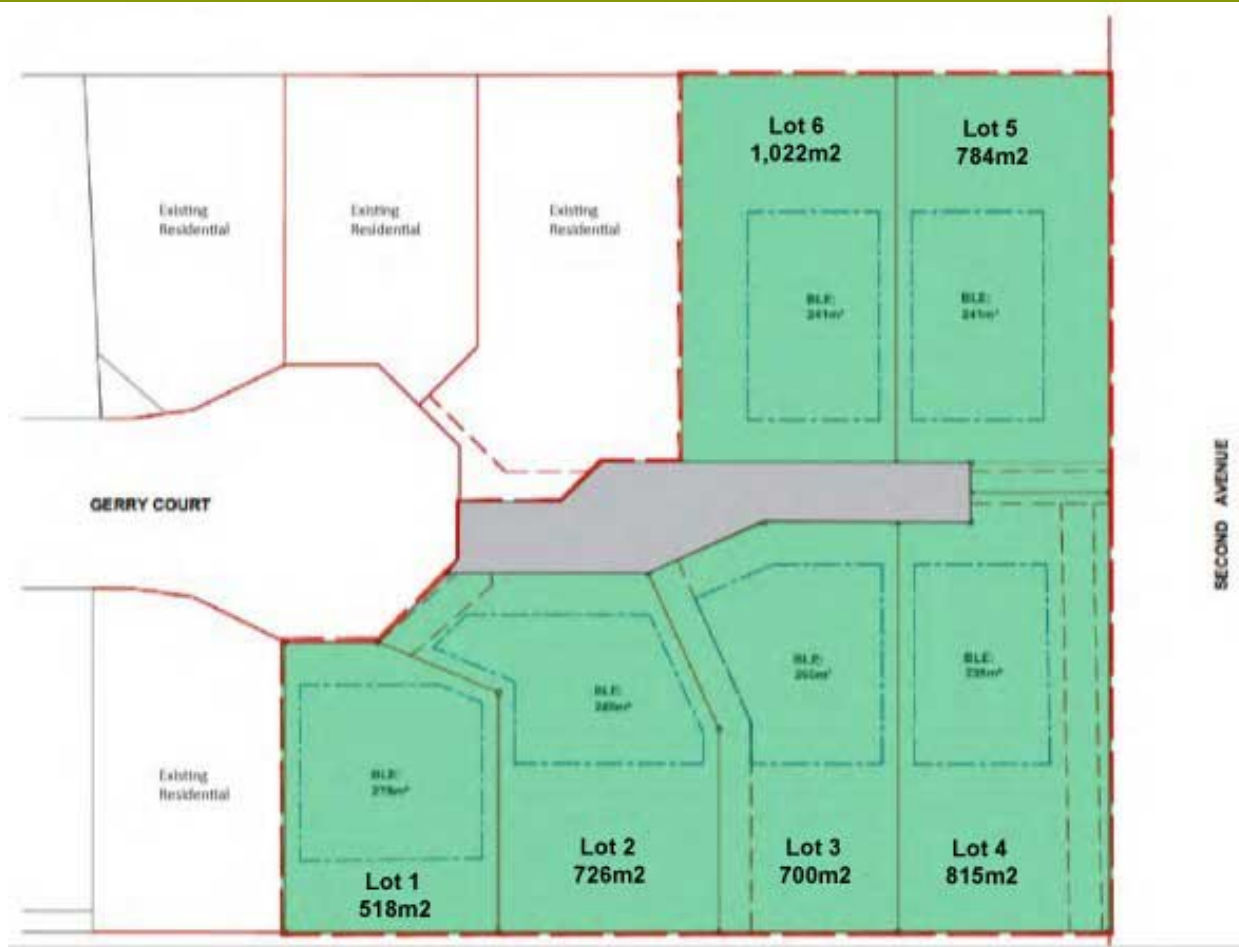 Lot 6
1,022m2
Lot 5
784m2
Existing
Residential
Existing
Residential
Existing
Residential
BLE:
241m²
BLE:
241m²
GERRY COURT
SECOND AVENUE
BLE:
BLE:
BLE:
BLE:
Existing
Residential
Lot 1
518m2
Lot 2
726m2
Lot 3
700m2
Lot 4
815m2